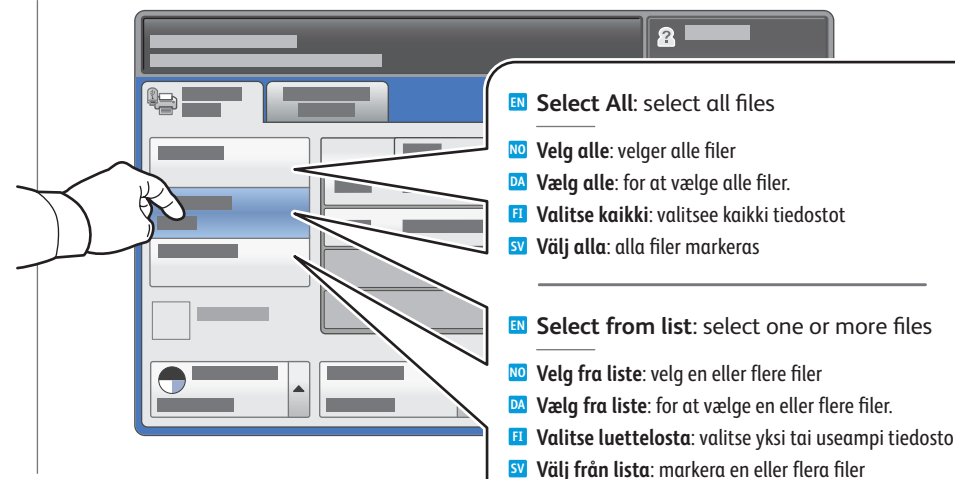 ?
EN Select All: select all files
NO Velg alle: velger alle filer
DA Vælg alle: for at vælge alle filer.
FI Valitse kaikki: valitsee kaikki tiedostot
SV Välj alla: alla filer markeras
EN Select from list: select one or more files
NO Velg fra liste: velg en eller flere filer
DA Vælg fra liste: for at vælge en eller flere filer.
FI Valitse luettelosta: valitse yksi tai useampi tiedosto
SV Välj från lista: markera en eller flera filer